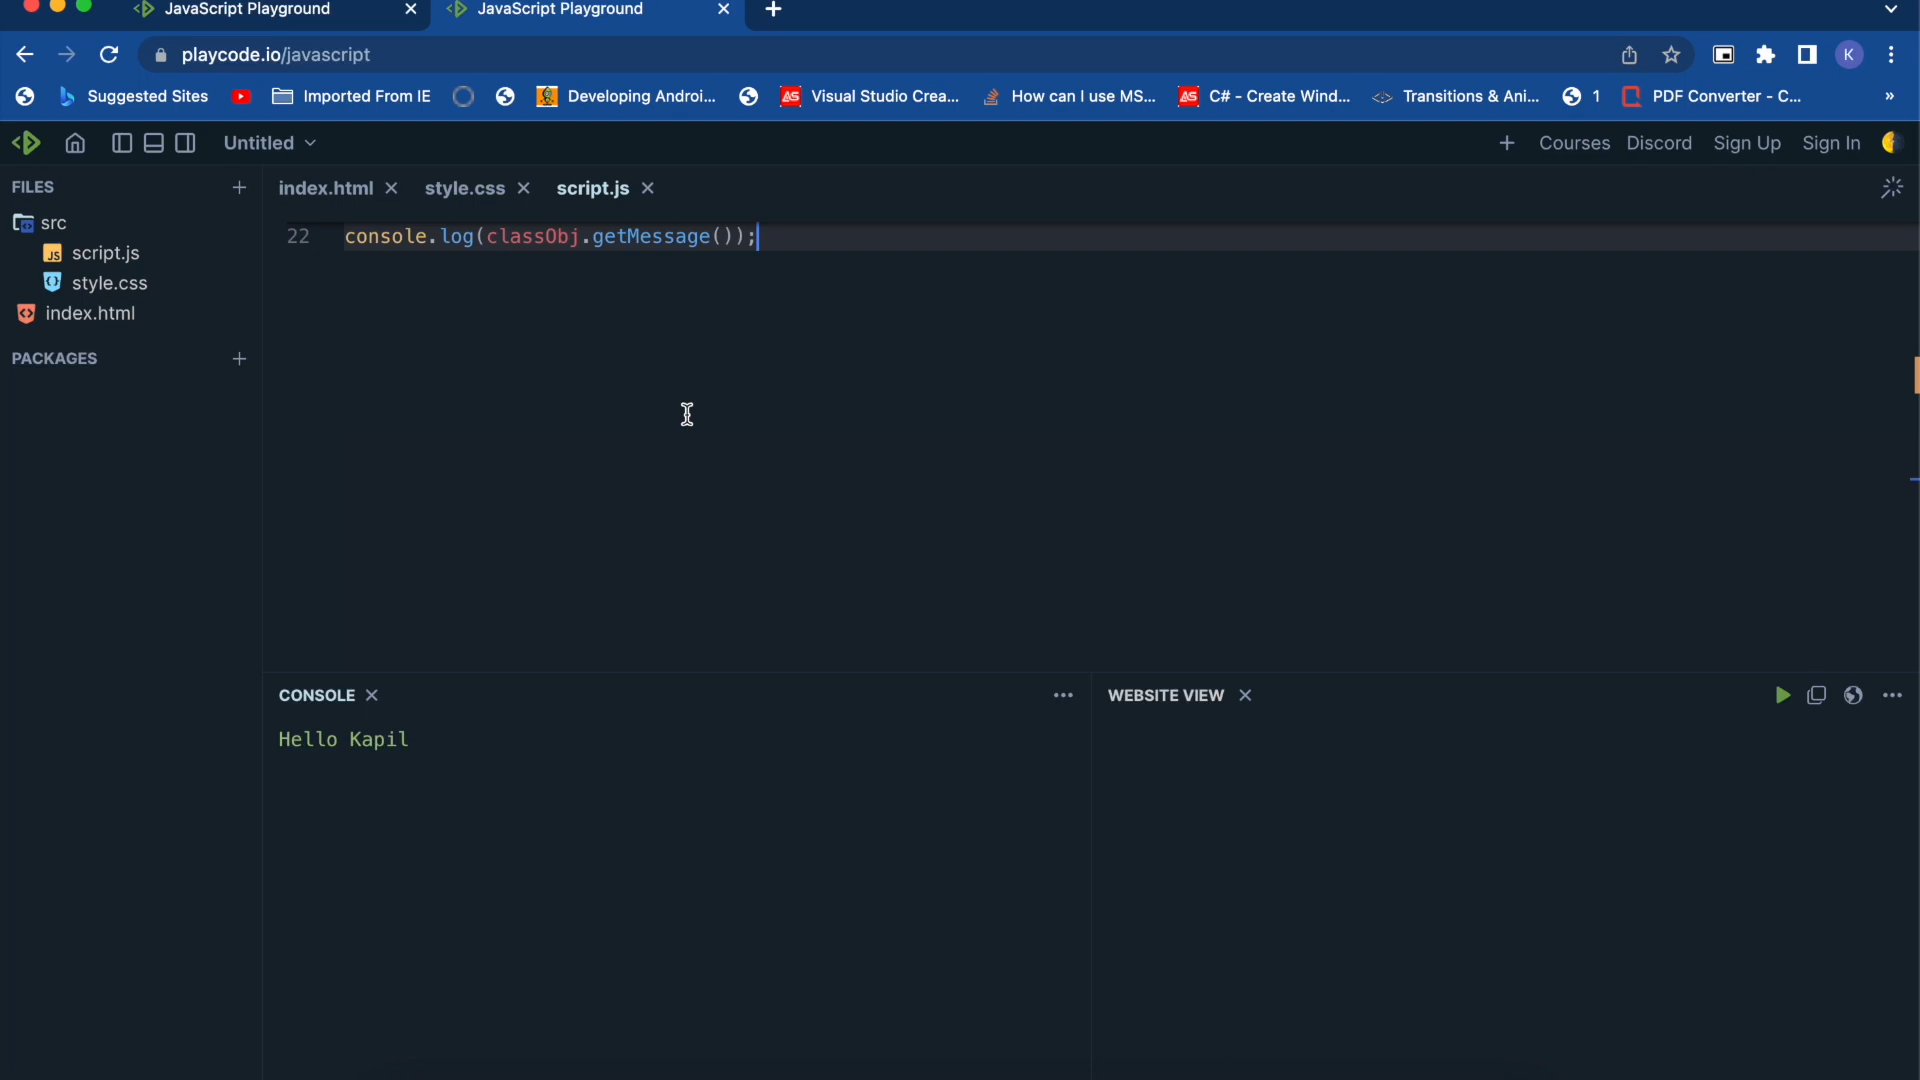 JavaScript Playground
JavaScript Playground
playcode.io/javascript
K
Suggested Sites
Imported From IE
Developing Androi...
Visual Studio Crea...
How can I use MS...
C# - Create Wind...
Transitions & Ani...
1
PDF Converter - C...
»
Untitled
Courses
Discord
Sign Up
Sign In
FILES
index.html
style.css
script.js
src
22 console.log(classObj.getMessage());
JS script.js
style.css
index.html
PACKAGES
CONSOLE
WEBSITE VIEW
Hello Kapil